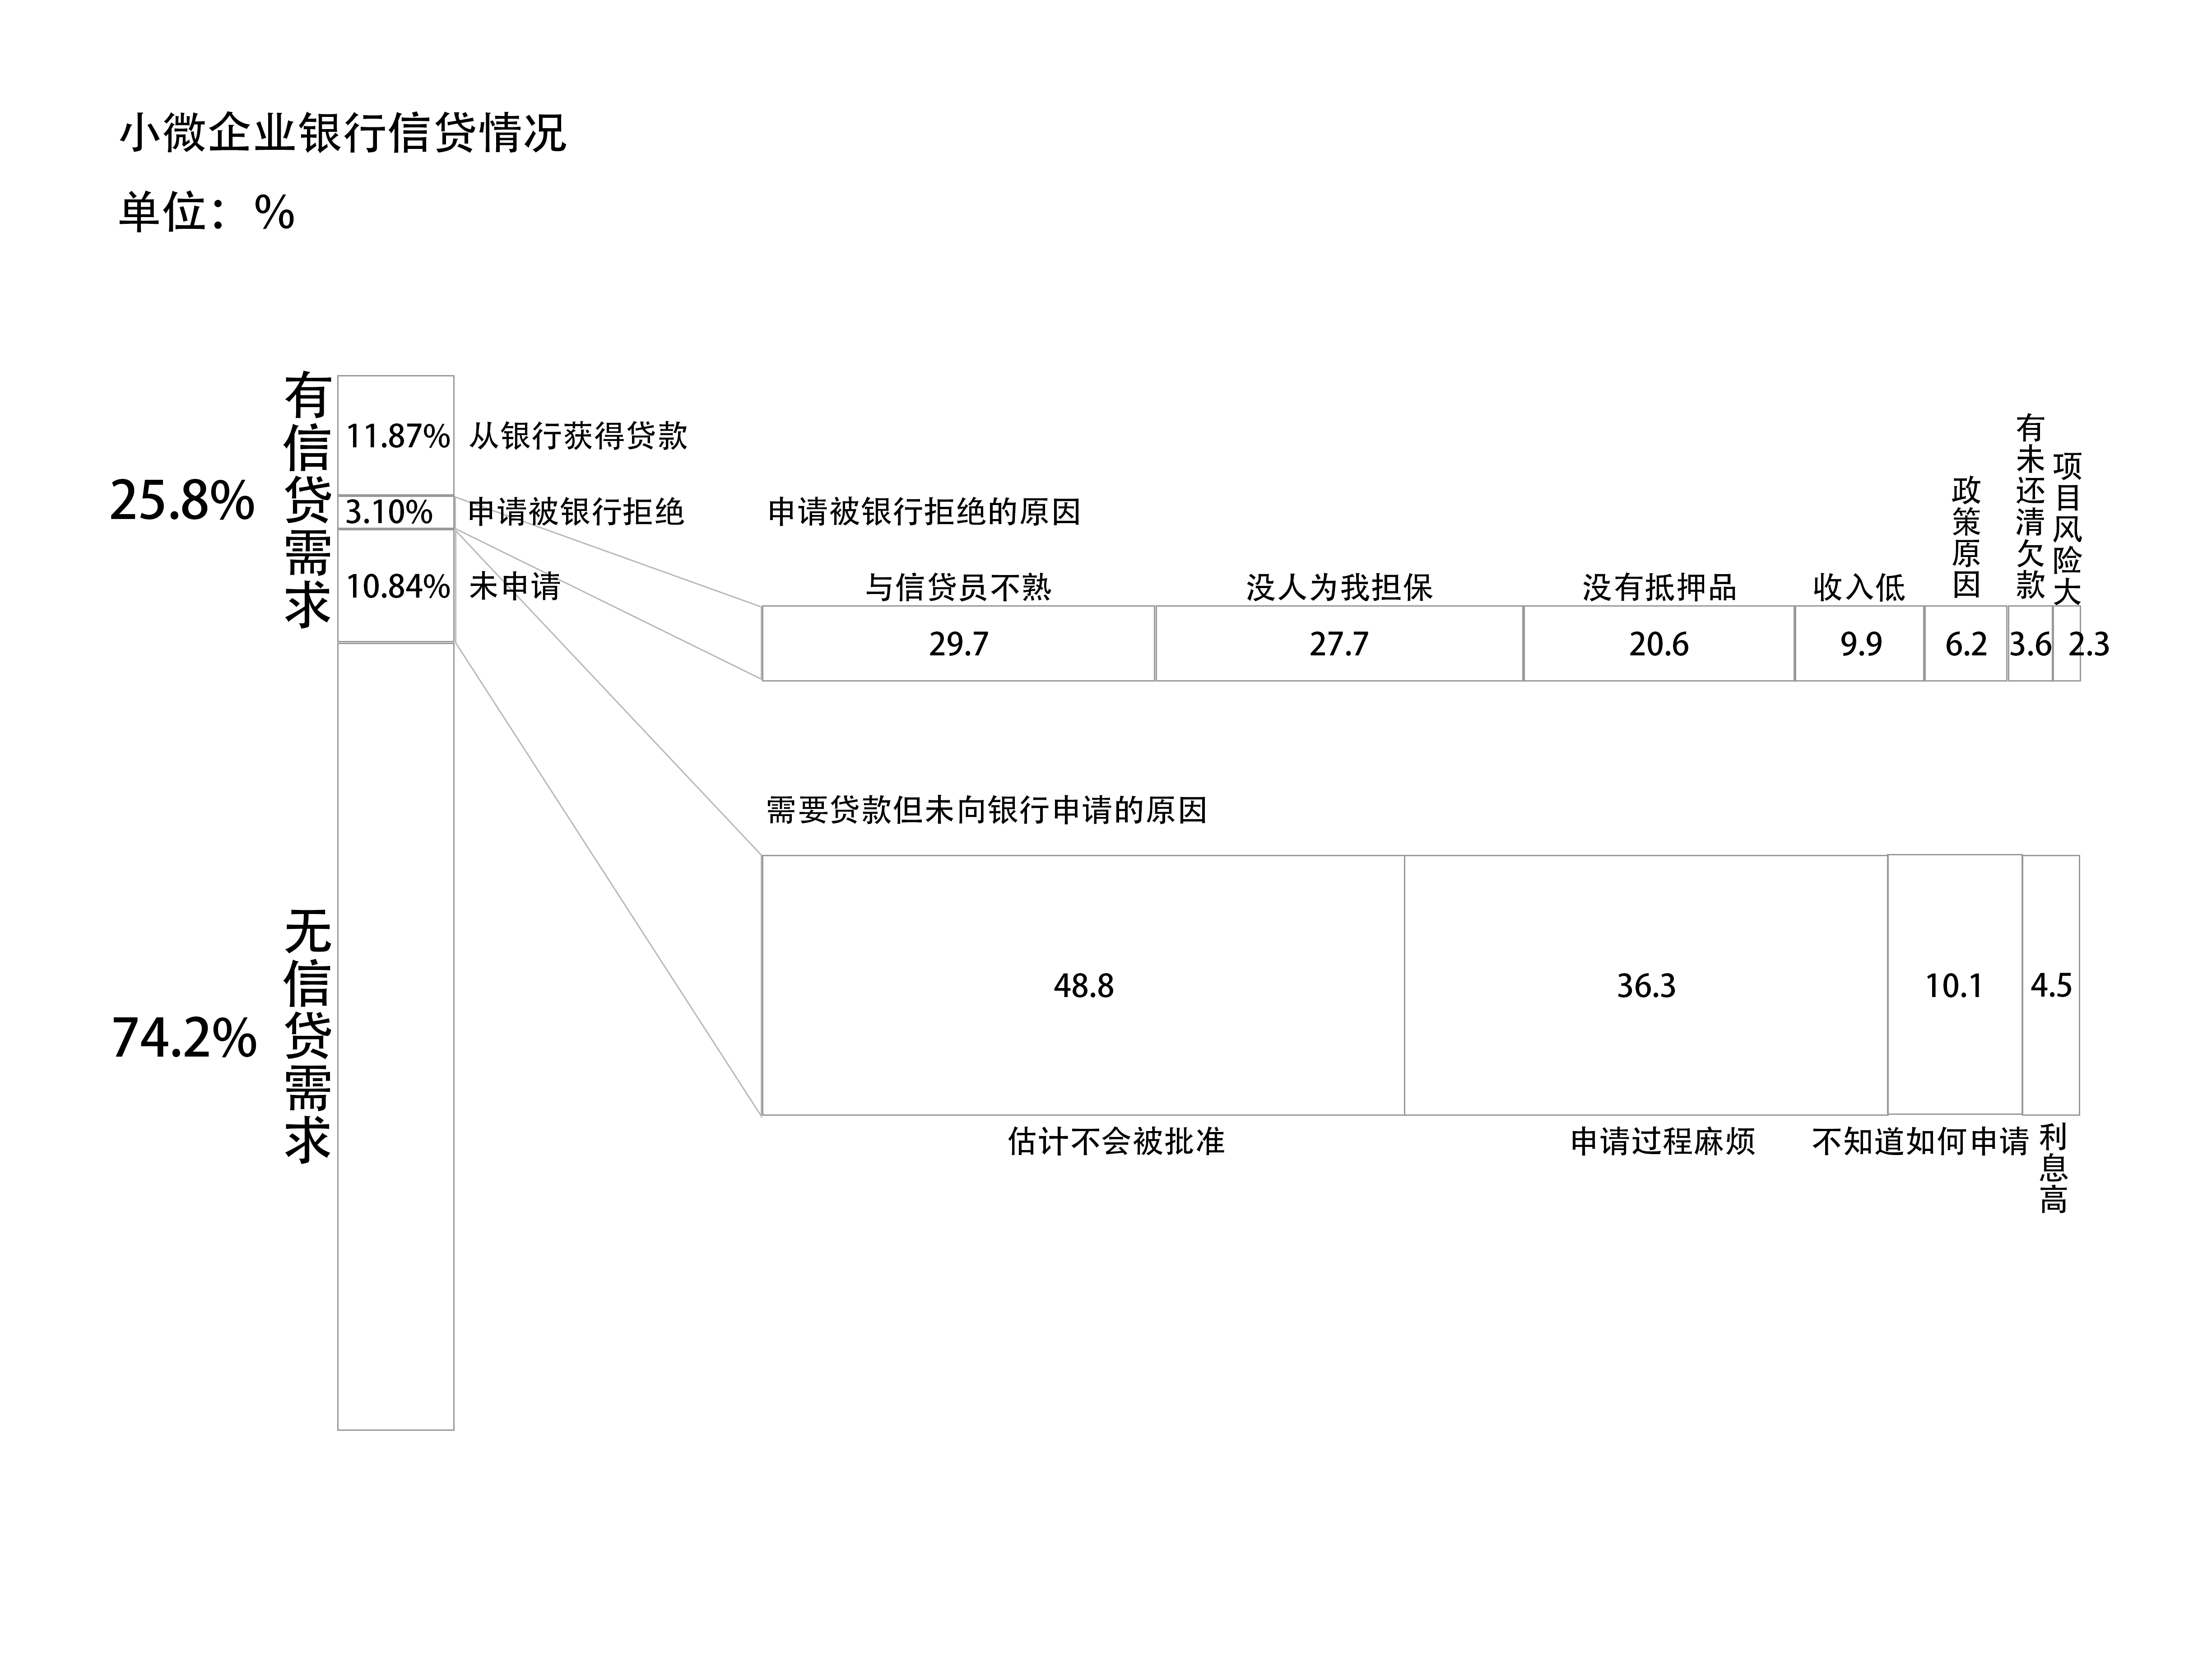 小微企业银行信贷情况
单位：%
有信贷需求
25.8%
11.87% 从银行获得贷款
3.10% 申请被银行拒绝
10.84% 未申请
申请被银行拒绝的原因
与信贷员不熟
没人为我担保
没有抵押品
收入低
政策原因
有未还清欠款
项目风险大
29.7
27.7
20.6
9.9
6.2
3.6
2.3
需要贷款但未向银行申请的原因
48.8
36.3
10.1
4.5
估计不会被批准
申请过程麻烦
不知道如何申请
利息高
无信贷需求
74.2%